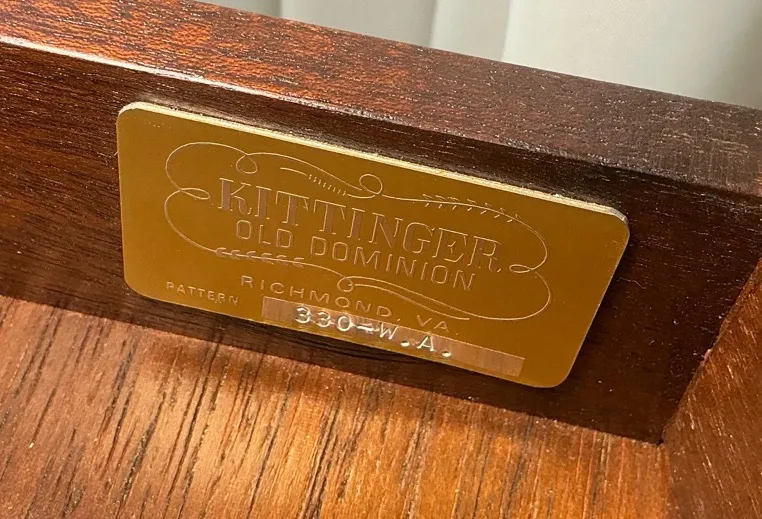 KITTINGER
OLD DOMINION
RICHMOND, VA.
PATTERN 330-W.A.